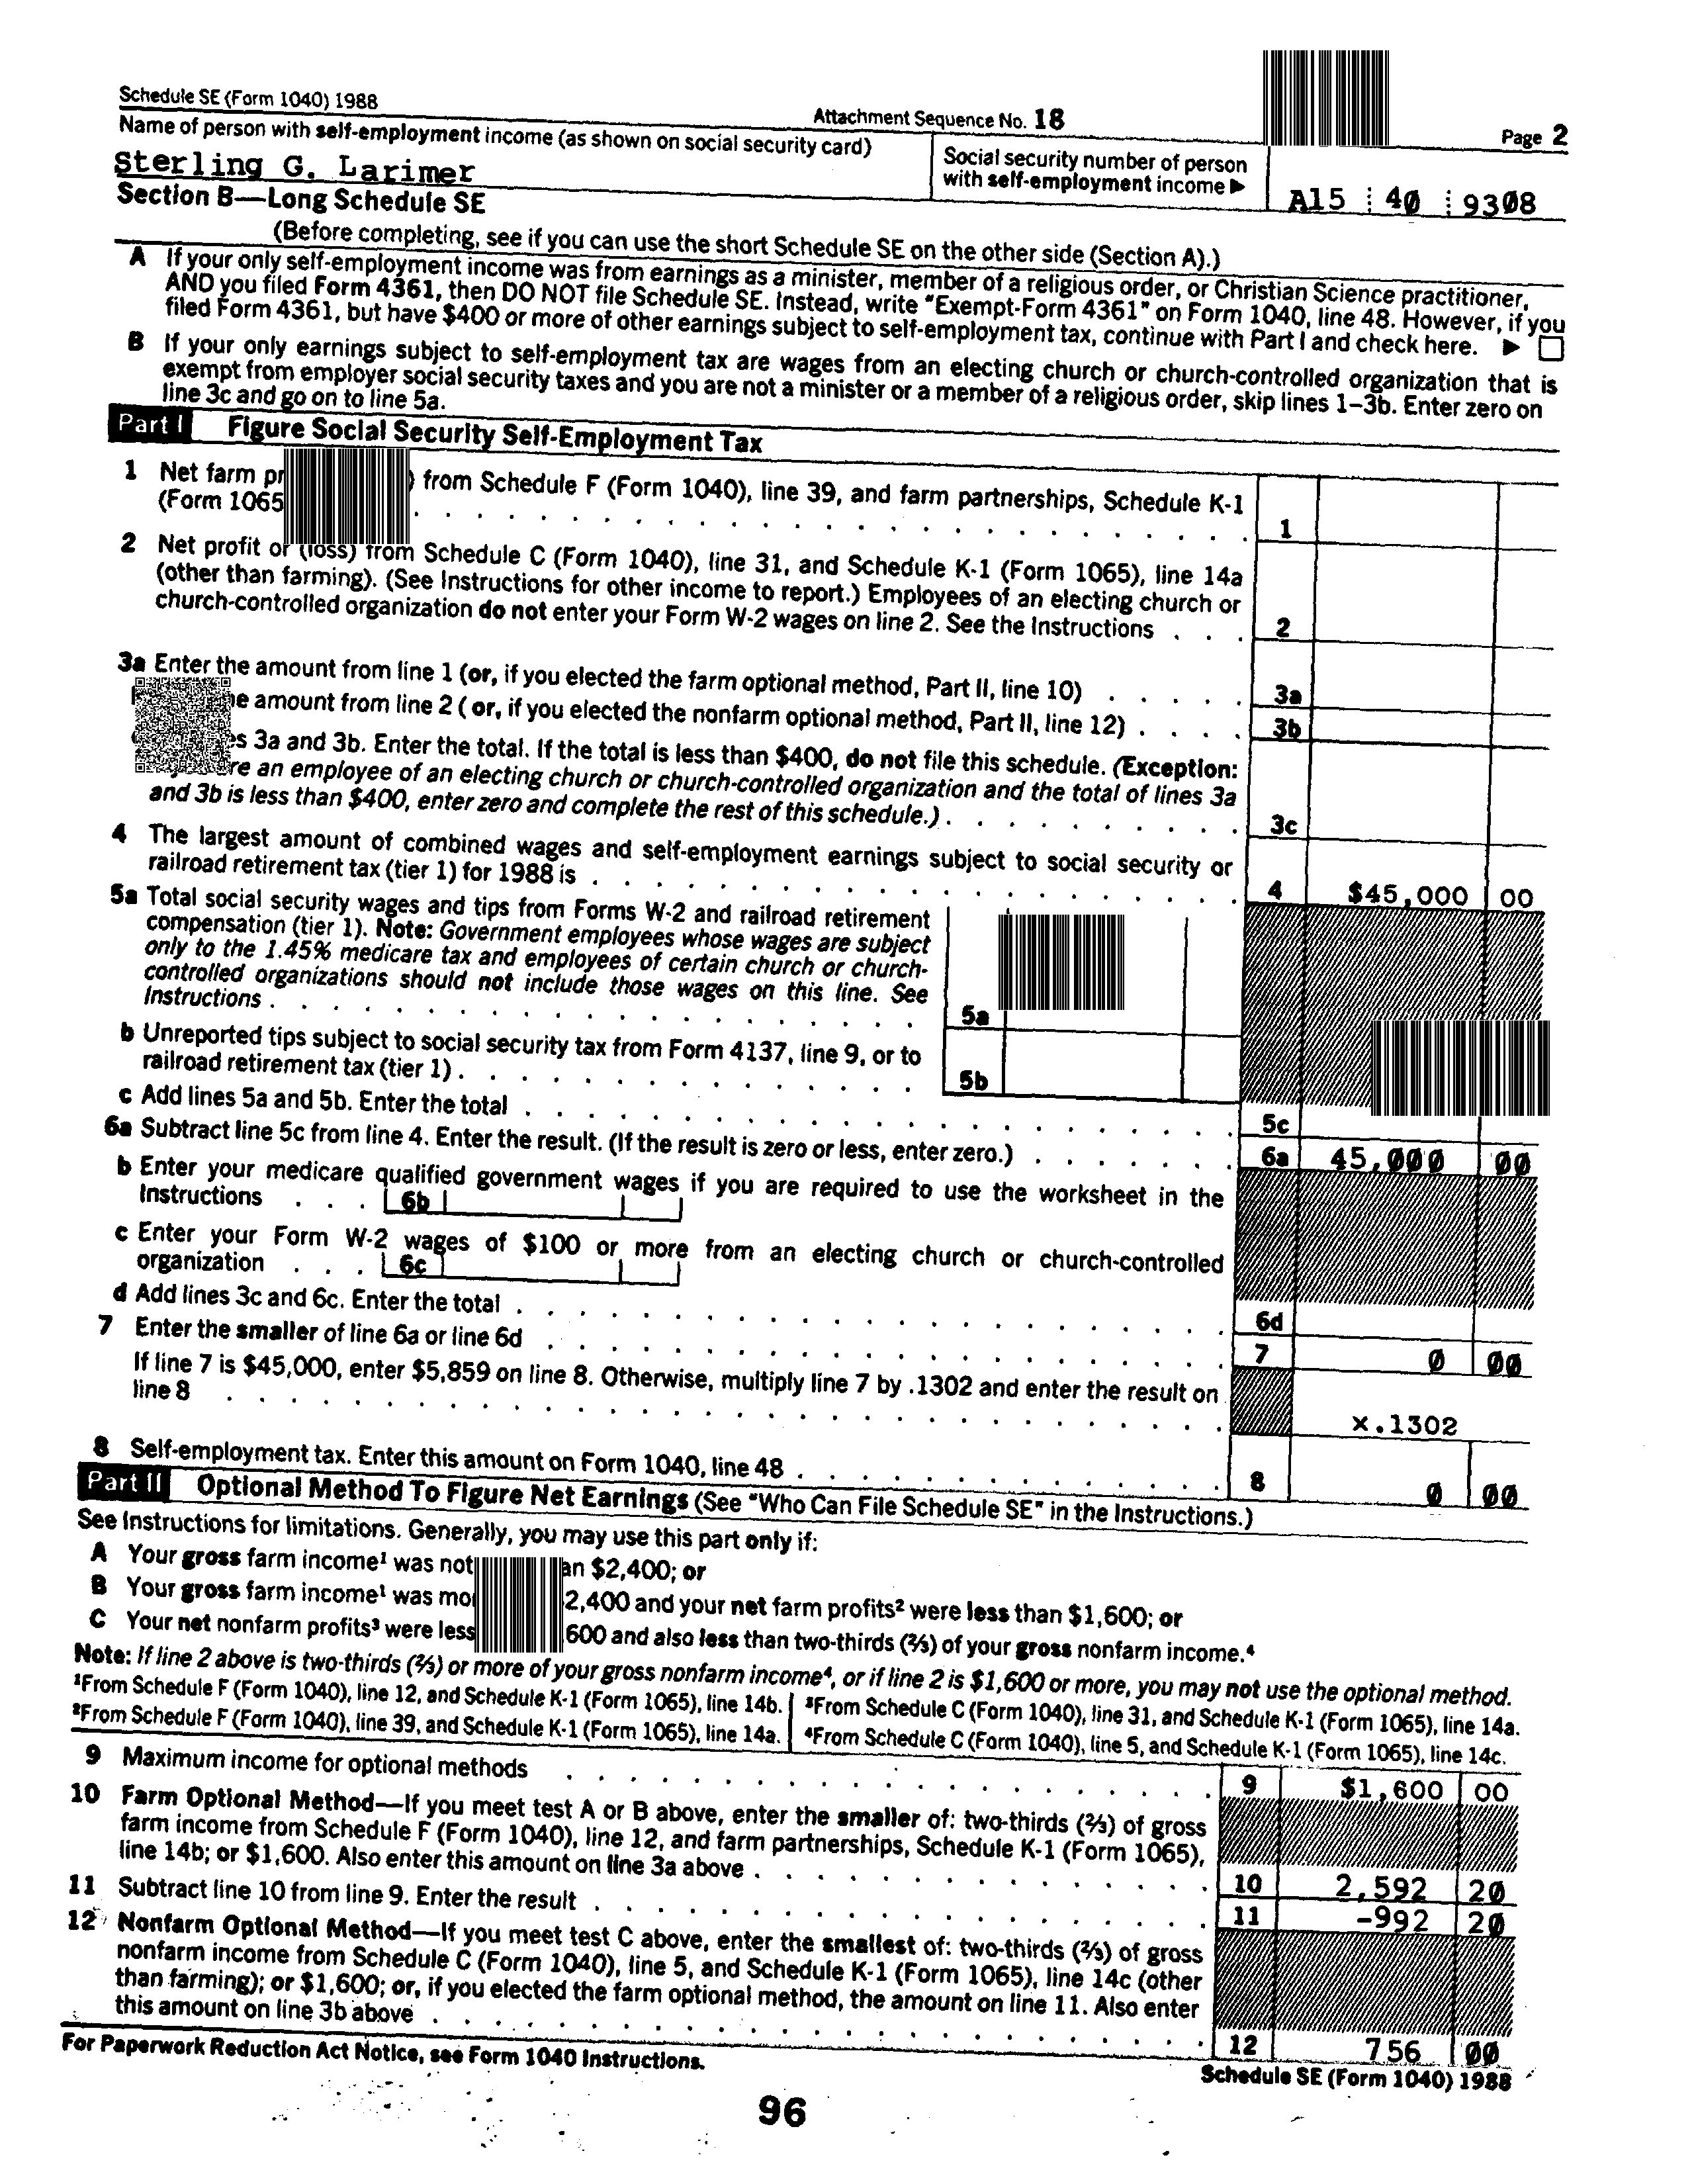 Schedule SE (Form 1040) 1988
Attachment Sequence No. 18
Page 2
Name of person with self-employment income (as shown on social security card)
Sterling G. Larimer
Social security number of person
with self-employment income ▶
A15 40 9308
Section B—Long Schedule SE
(Before completing, see if you can use the short Schedule SE on the other side (Section A).)
A If your only self-employment income was from earnings as a minister, member of a religious order, or Christian Science practitioner,
AND you filed Form 4361, then DO NOT file Schedule SE. Instead, write "Exempt-Form 4361" on Form 1040, line 48. However, if you
filed Form 4361, but have $400 or more of other earnings subject to self-employment tax, continue with Part I and check here. ▶ □
B If your only earnings subject to self-employment tax are wages from an electing church or church-controlled organization that is
exempt from employer social security taxes and you are not a minister or a member of a religious order, skip lines 1–3b. Enter zero on
line 3c and go on to line 5a.
Part I Figure Social Security Self-Employment Tax
1 Net farm from Schedule F (Form 1040), line 39, and farm partnerships, Schedule K-1
(Form 1065 . . . . . . . . . . . . . . . . . . . . 1
2 Net profit or (loss) from Schedule C (Form 1040), line 31, and Schedule K-1 (Form 1065), line 14a
(other than farming). (See Instructions for other income to report.) Employees of an electing church or
church-controlled organization do not enter your Form W-2 wages on line 2. See the Instructions . . . 2
3a Enter the amount from line 1 (or, if you elected the farm optional method, Part II, line 10) . . . . . 3a
amount from line 2 ( or, if you elected the nonfarm optional method, Part II, line 12) . . . . 3b
3a and 3b. Enter the total. If the total is less than $400, do not file this schedule. (Exception:
an employee of an electing church or church-controlled organization and the total of lines 3a
and 3b is less than $400, enter zero and complete the rest of this schedule.) . . . . . . . . . . 3c
4 The largest amount of combined wages and self-employment earnings subject to social security or
railroad retirement tax (tier 1) for 1988 is . . . . . . . . . . . . . . . . . . . . 4 $45,000 00
5a Total social security wages and tips from Forms W-2 and railroad retirement
compensation (tier 1). Note: Government employees whose wages are subject
only to the 1.45% medicare tax and employees of certain church or church-
controlled organizations should not include those wages on this line. See
Instructions . . . . . . . . . . . . . . . . . . . . 5a
b Unreported tips subject to social security tax from Form 4137, line 9, or to
railroad retirement tax (tier 1) . . . . . . . . . . . . . . . 5b
c Add lines 5a and 5b. Enter the total . . . . . . . . . . . . . . . . . . . . 5c
6a Subtract line 5c from line 4. Enter the result. (If the result is zero or less, enter zero.) . . . . . . . 6a 45,000 00
b Enter your medicare qualified government wages if you are required to use the worksheet in the
Instructions . . . 6b
c Enter your Form W-2 wages of $100 or more from an electing church or church-controlled
organization . . . 6c
d Add lines 3c and 6c. Enter the total . . . . . . . . . . . . . . . . . . . . 6d
7 Enter the smaller of line 6a or line 6d . . . . . . . . . . . . . . . . . . . . 7 0 00
If line 7 is $45,000, enter $5,859 on line 8. Otherwise, multiply line 7 by .1302 and enter the result on
line 8 . . . . . . . . . . . . . . . . . . . . x.1302
8 Self-employment tax. Enter this amount on Form 1040, line 48 . . . . . . . . . . . . . 8 0 00
Part II Optional Method To Figure Net Earnings (See "Who Can File Schedule SE" in the Instructions.)
See Instructions for limitations. Generally, you may use this part only if:
A Your gross farm income¹ was not $2,400; or
B Your gross farm income¹ was 2,400 and your net farm profits² were less than $1,600; or
C Your net nonfarm profits³ were less 600 and also less than two-thirds (⅔) of your gross nonfarm income.⁴
Note: If line 2 above is two-thirds (⅔) or more of your gross nonfarm income⁴, or if line 2 is $1,600 or more, you may not use the optional method.
¹From Schedule F (Form 1040), line 12, and Schedule K-1 (Form 1065), line 14b. ³From Schedule C (Form 1040), line 31, and Schedule K-1 (Form 1065), line 14a.
²From Schedule F (Form 1040), line 39, and Schedule K-1 (Form 1065), line 14a. ⁴From Schedule C (Form 1040), line 5, and Schedule K-1 (Form 1065), line 14c.
9 Maximum income for optional methods . . . . . . . . . . . . . . . . . . . . 9 $1,600 00
10 Farm Optional Method—If you meet test A or B above, enter the smaller of: two-thirds (⅔) of gross
farm income from Schedule F (Form 1040), line 12, and farm partnerships, Schedule K-1 (Form 1065),
line 14b; or $1,600. Also enter this amount on line 3a above . . . . . . . . . . . . . . 10 2,592 20
11 Subtract line 10 from line 9. Enter the result . . . . . . . . . . . . . . . . . . . . 11 -992 20
12 Nonfarm Optional Method—If you meet test C above, enter the smallest of: two-thirds (⅔) of gross
nonfarm income from Schedule C (Form 1040), line 5, and Schedule K-1 (Form 1065), line 14c (other
than farming); or $1,600; or, if you elected the farm optional method, the amount on line 11. Also enter
this amount on line 3b above . . . . . . . . . . . . . . . . . . . . 12 756 00
For Paperwork Reduction Act Notice, see Form 1040 Instructions.
Schedule SE (Form 1040) 1988
96